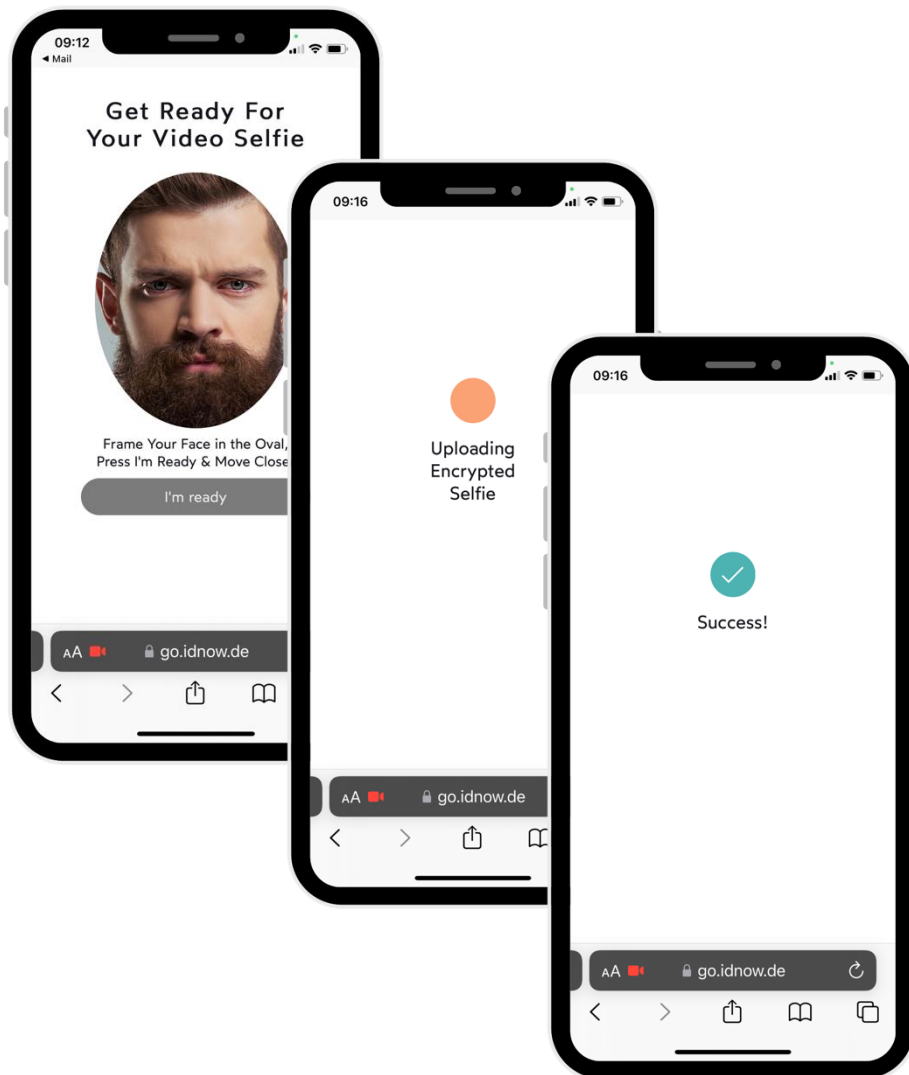 09:12
◀ Mail
Get Ready For
Your Video Selfie
Frame Your Face in the Oval,
Press I'm Ready & Move Close
I'm ready
AA go.idnow.de
09:16
Uploading
Encrypted
Selfie
AA go.idnow.de
09:16
Success!
AA go.idnow.de